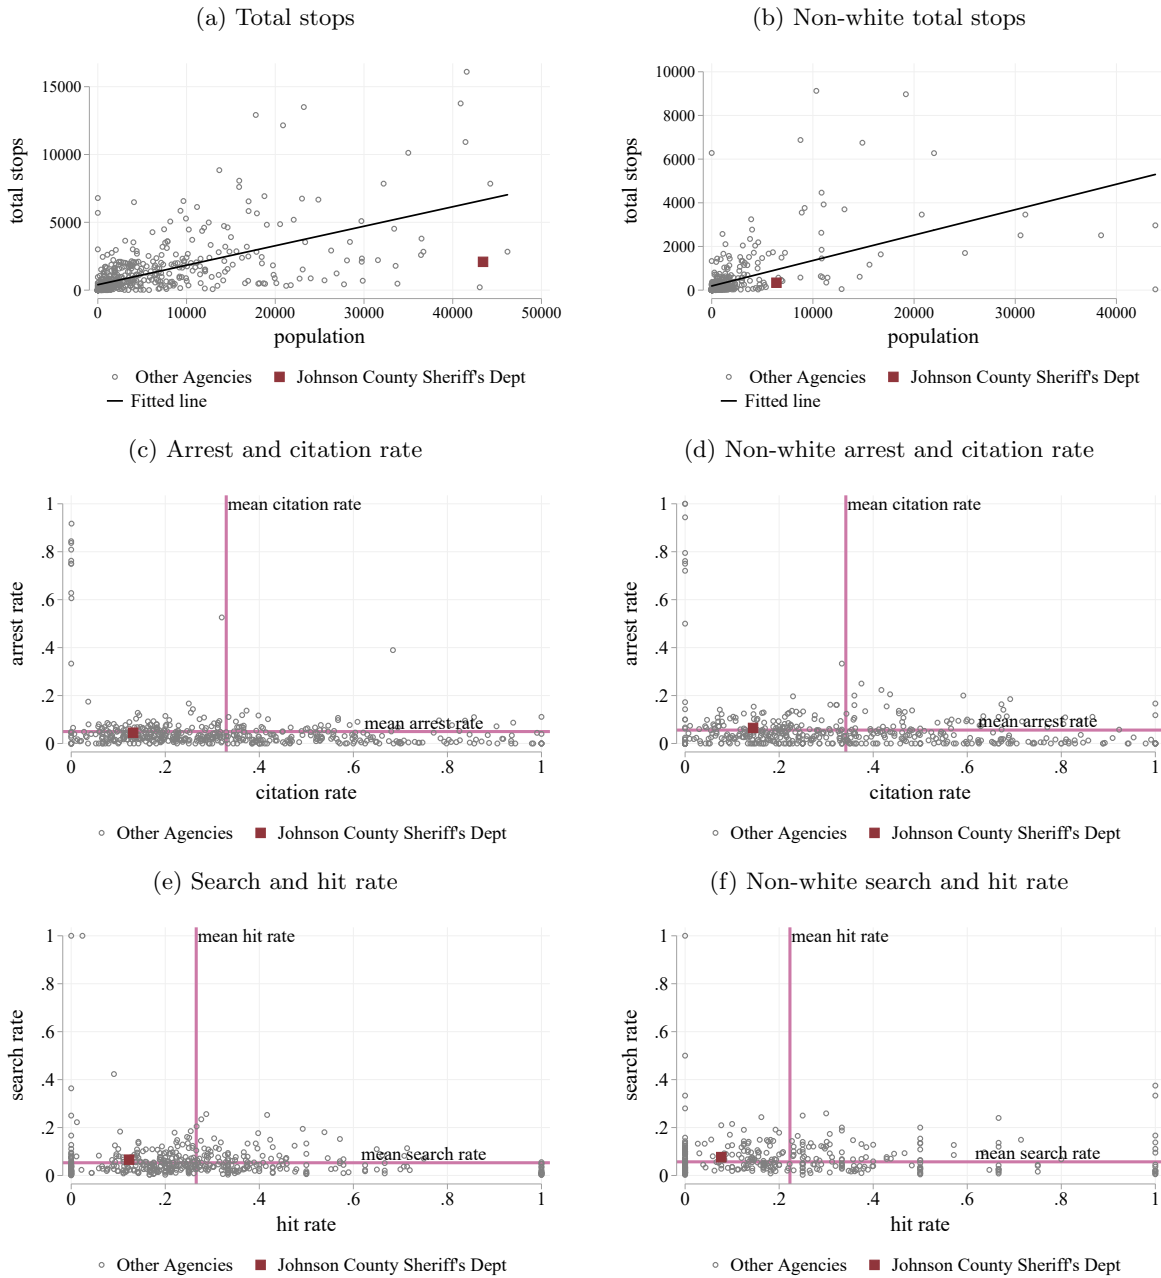 (a) Total stops
(b) Non-white total stops
total stops
15000
10000
5000
0
0 10000 20000 30000 40000 50000
population
Other Agencies Johnson County Sheriff's Dept
Fitted line
total stops
10000
8000
6000
4000
2000
0
0 10000 20000 30000 40000
population
Other Agencies Johnson County Sheriff's Dept
Fitted line
(c) Arrest and citation rate
(d) Non-white arrest and citation rate
arrest rate
1
.8
.6
.4
.2
0
mean citation rate
mean arrest rate
0 .2 .4 .6 .8 1
citation rate
Other Agencies Johnson County Sheriff's Dept
arrest rate
1
.8
.6
.4
.2
0
mean citation rate
mean arrest rate
0 .2 .4 .6 .8 1
citation rate
Other Agencies Johnson County Sheriff's Dept
(e) Search and hit rate
(f) Non-white search and hit rate
search rate
1
.8
.6
.4
.2
0
mean hit rate
mean search rate
0 .2 .4 .6 .8 1
hit rate
Other Agencies Johnson County Sheriff's Dept
search rate
1
.8
.6
.4
.2
0
mean hit rate
mean search rate
0 .2 .4 .6 .8 1
hit rate
Other Agencies Johnson County Sheriff's Dept